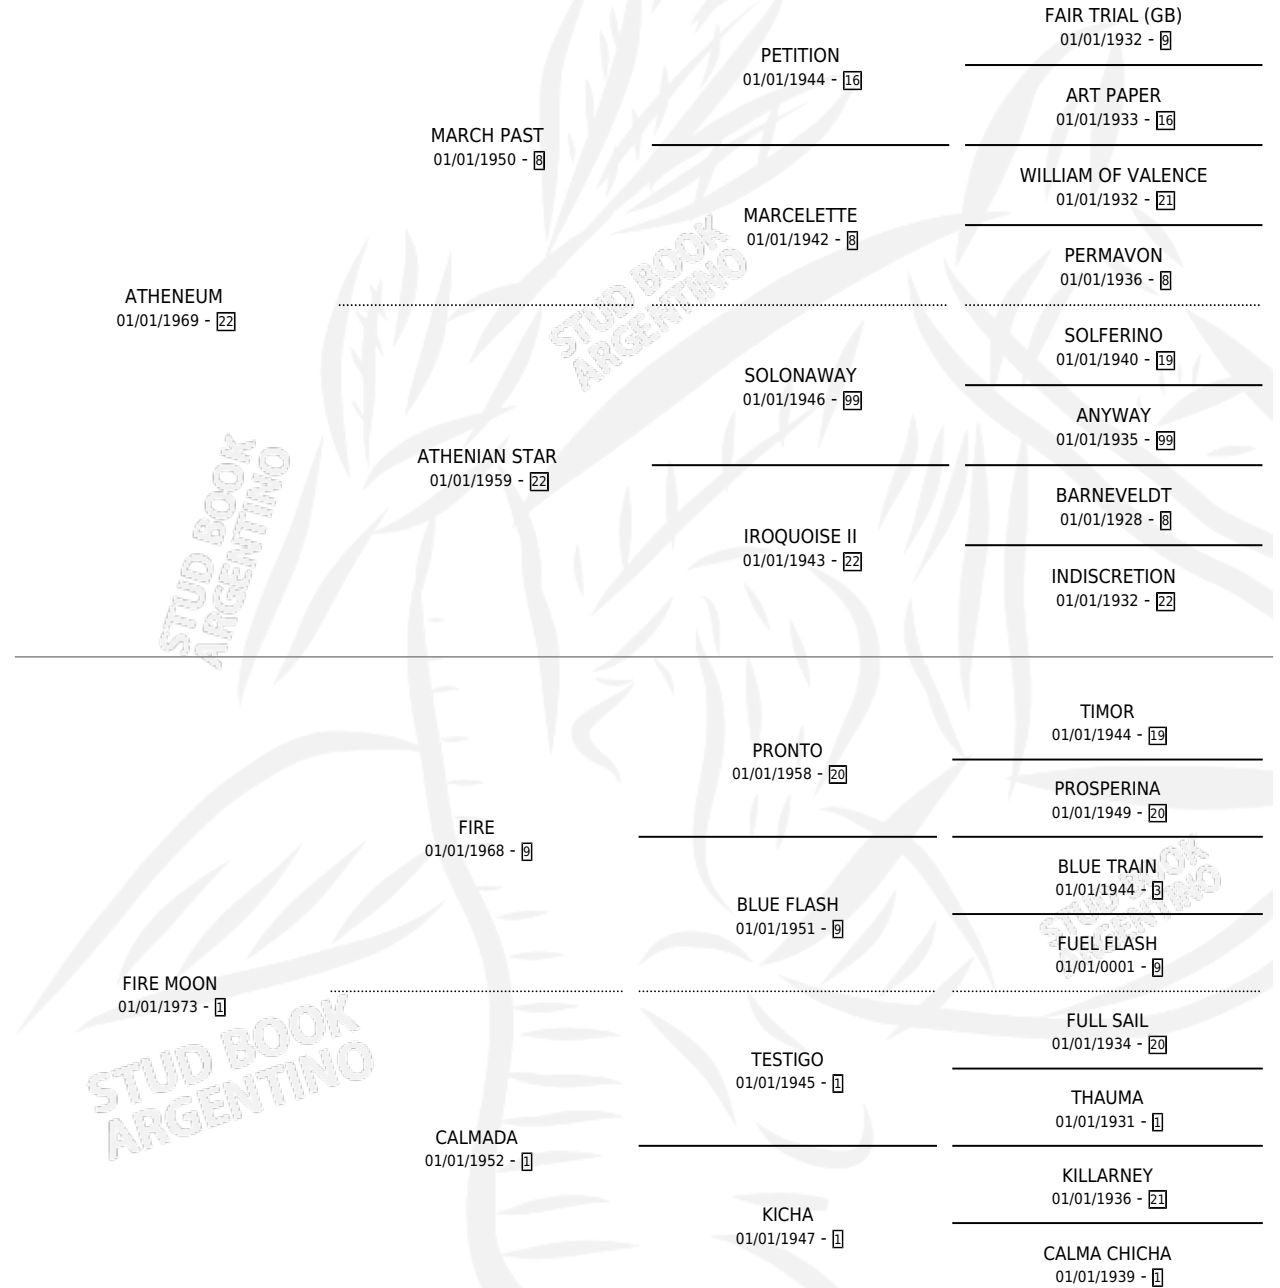 FAIR TRIAL (GB)
01/01/1932 - 9
PETITION
01/01/1944 - 16
ART PAPER
01/01/1933 - 16
MARCH PAST
01/01/1950 - 8
WILLIAM OF VALENCE
01/01/1932 - 21
MARCELETTE
01/01/1942 - 8
PERMAVON
01/01/1936 - 8
ATHENEUM
01/01/1969 - 22
STUD BOOK
ARGENTINO
SOLFERINO
01/01/1940 - 19
SOLONAWAY
01/01/1946 - 99
ANYWAY
01/01/1935 - 99
ATHENIAN STAR
01/01/1959 - 22
BARNEVELDT
01/01/1928 - 8
IROQUOISE II
01/01/1943 - 22
INDISCRETION
01/01/1932 - 22
STUD BOOK
ARGENTINO
TIMOR
01/01/1944 - 19
PRONTO
01/01/1958 - 20
PROSPERINA
01/01/1949 - 20
FIRE
01/01/1968 - 9
BLUE TRAIN
01/01/1944 - 3
BLUE FLASH
01/01/1951 - 9
FUEL FLASH
01/01/0001 - 9
STUD BOOK
ARGENTINO
FIRE MOON
01/01/1973 - 1
FULL SAIL
01/01/1934 - 20
TESTIGO
01/01/1945 - 1
THAUMA
01/01/1931 - 1
STUD BOOK
ARGENTINO
CALMADA
01/01/1952 - 1
KILLARNEY
01/01/1936 - 21
KICHA
01/01/1947 - 1
CALMA CHICHA
01/01/1939 - 1